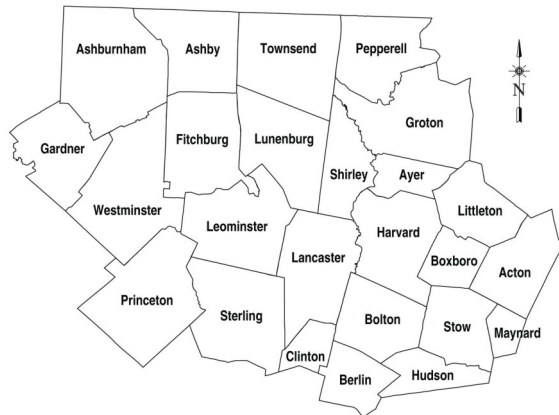 Ashburnham
Ashby
Townsend
Pepperell
N
Groton
Gardner
Fitchburg
Lunenburg
Shirley
Ayer
Westminster
Littleton
Leominster
Harvard
Lancaster
Boxboro
Acton
Princeton
Sterling
Bolton
Stow
Maynard
Clinton
Berlin
Hudson